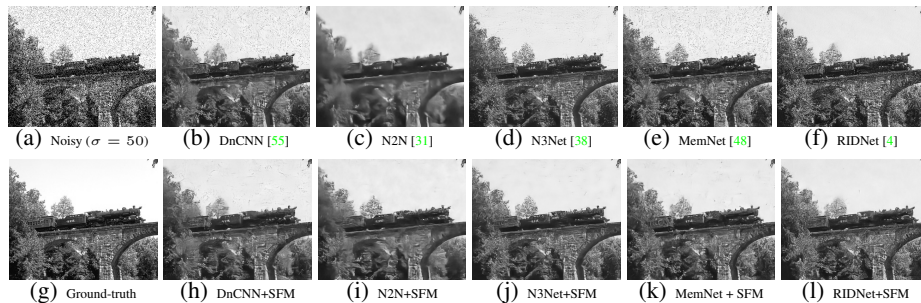 (a) Noisy (σ = 50) (b) DnCNN [55] (c) N2N [31] (d) N3Net [38] (e) MemNet [48] (f) RIDNet [4]
(g) Ground-truth (h) DnCNN+SFM (i) N2N+SFM (j) N3Net+SFM (k) MemNet + SFM (l) RIDNet+SFM